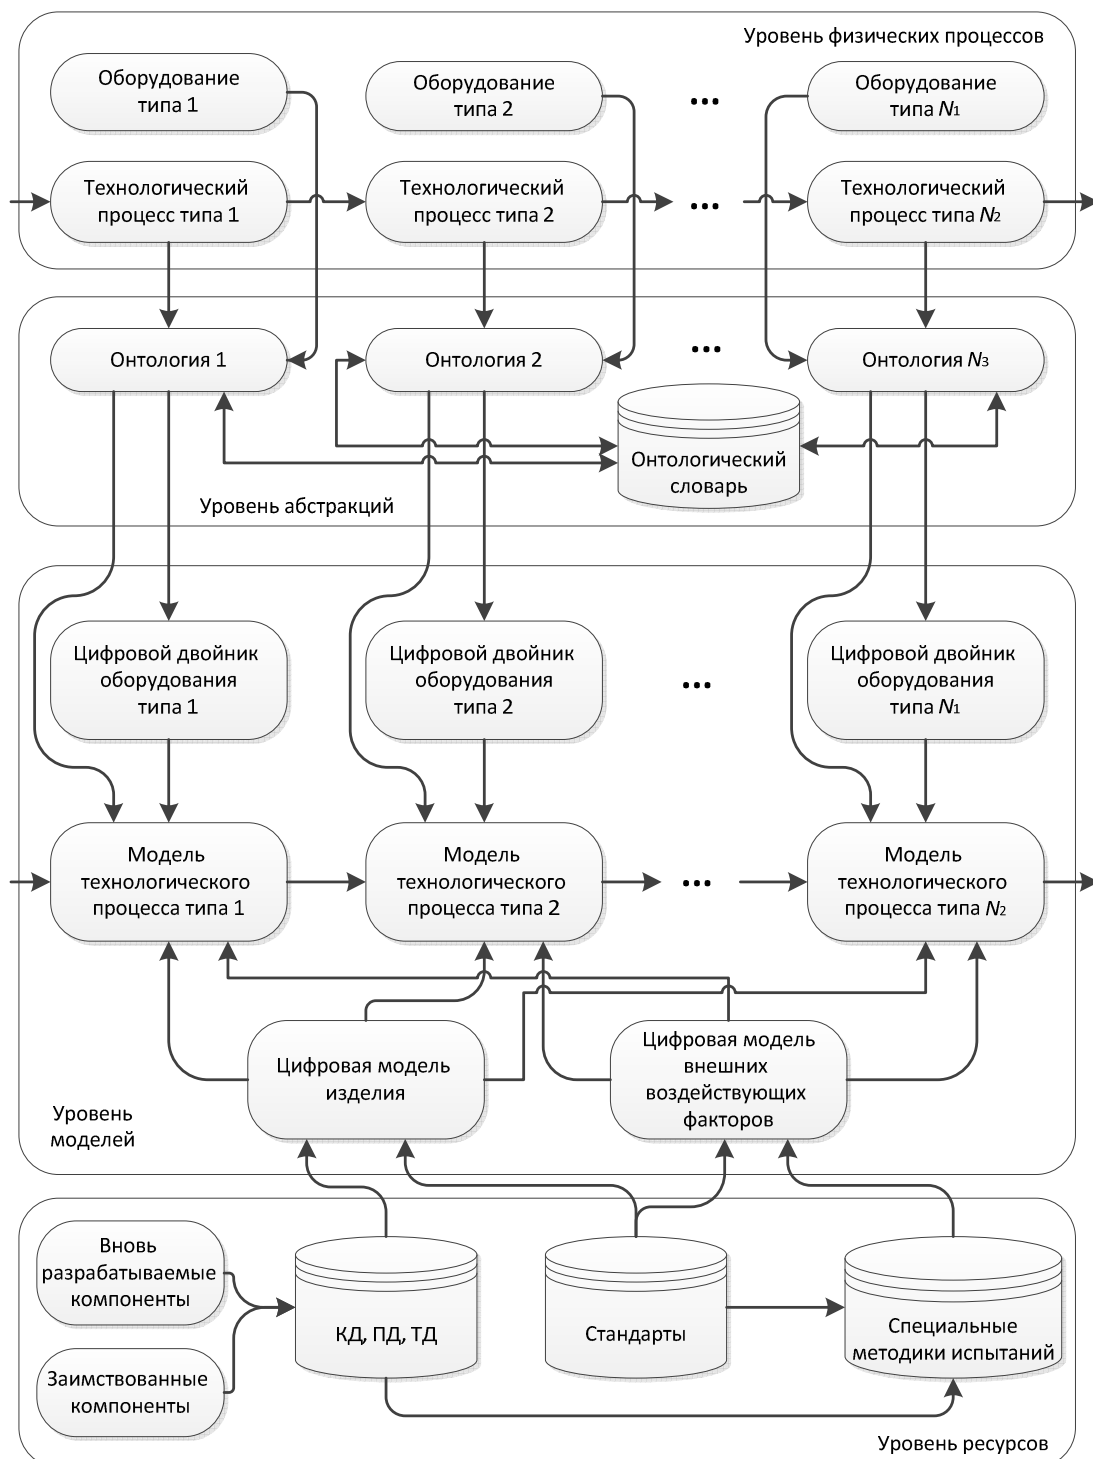 Уровень физических процессов
Оборудование
типа 1
Оборудование
типа 2
...
Оборудование
типа N1
Технологический
процесс типа 1
Технологический
процесс типа 2
...
Технологический
процесс типа N2
Онтология 1
Онтология 2
...
Онтология N3
Онтологический
словарь
Уровень абстракций
Цифровой двойник
оборудования
типа 1
Цифровой двойник
оборудования
типа 2
...
Цифровой двойник
оборудования
типа N1
Модель
технологического
процесса типа 1
Модель
технологического
процесса типа 2
...
Модель
технологического
процесса типа N2
Цифровая модель
изделия
Цифровая модель
внешних
воздействующих
факторов
Уровень
моделей
Вновь
разрабатываемые
компоненты
Заимствованные
компоненты
КД, ПД, ТД
Стандарты
Специальные
методики испытаний
Уровень ресурсов